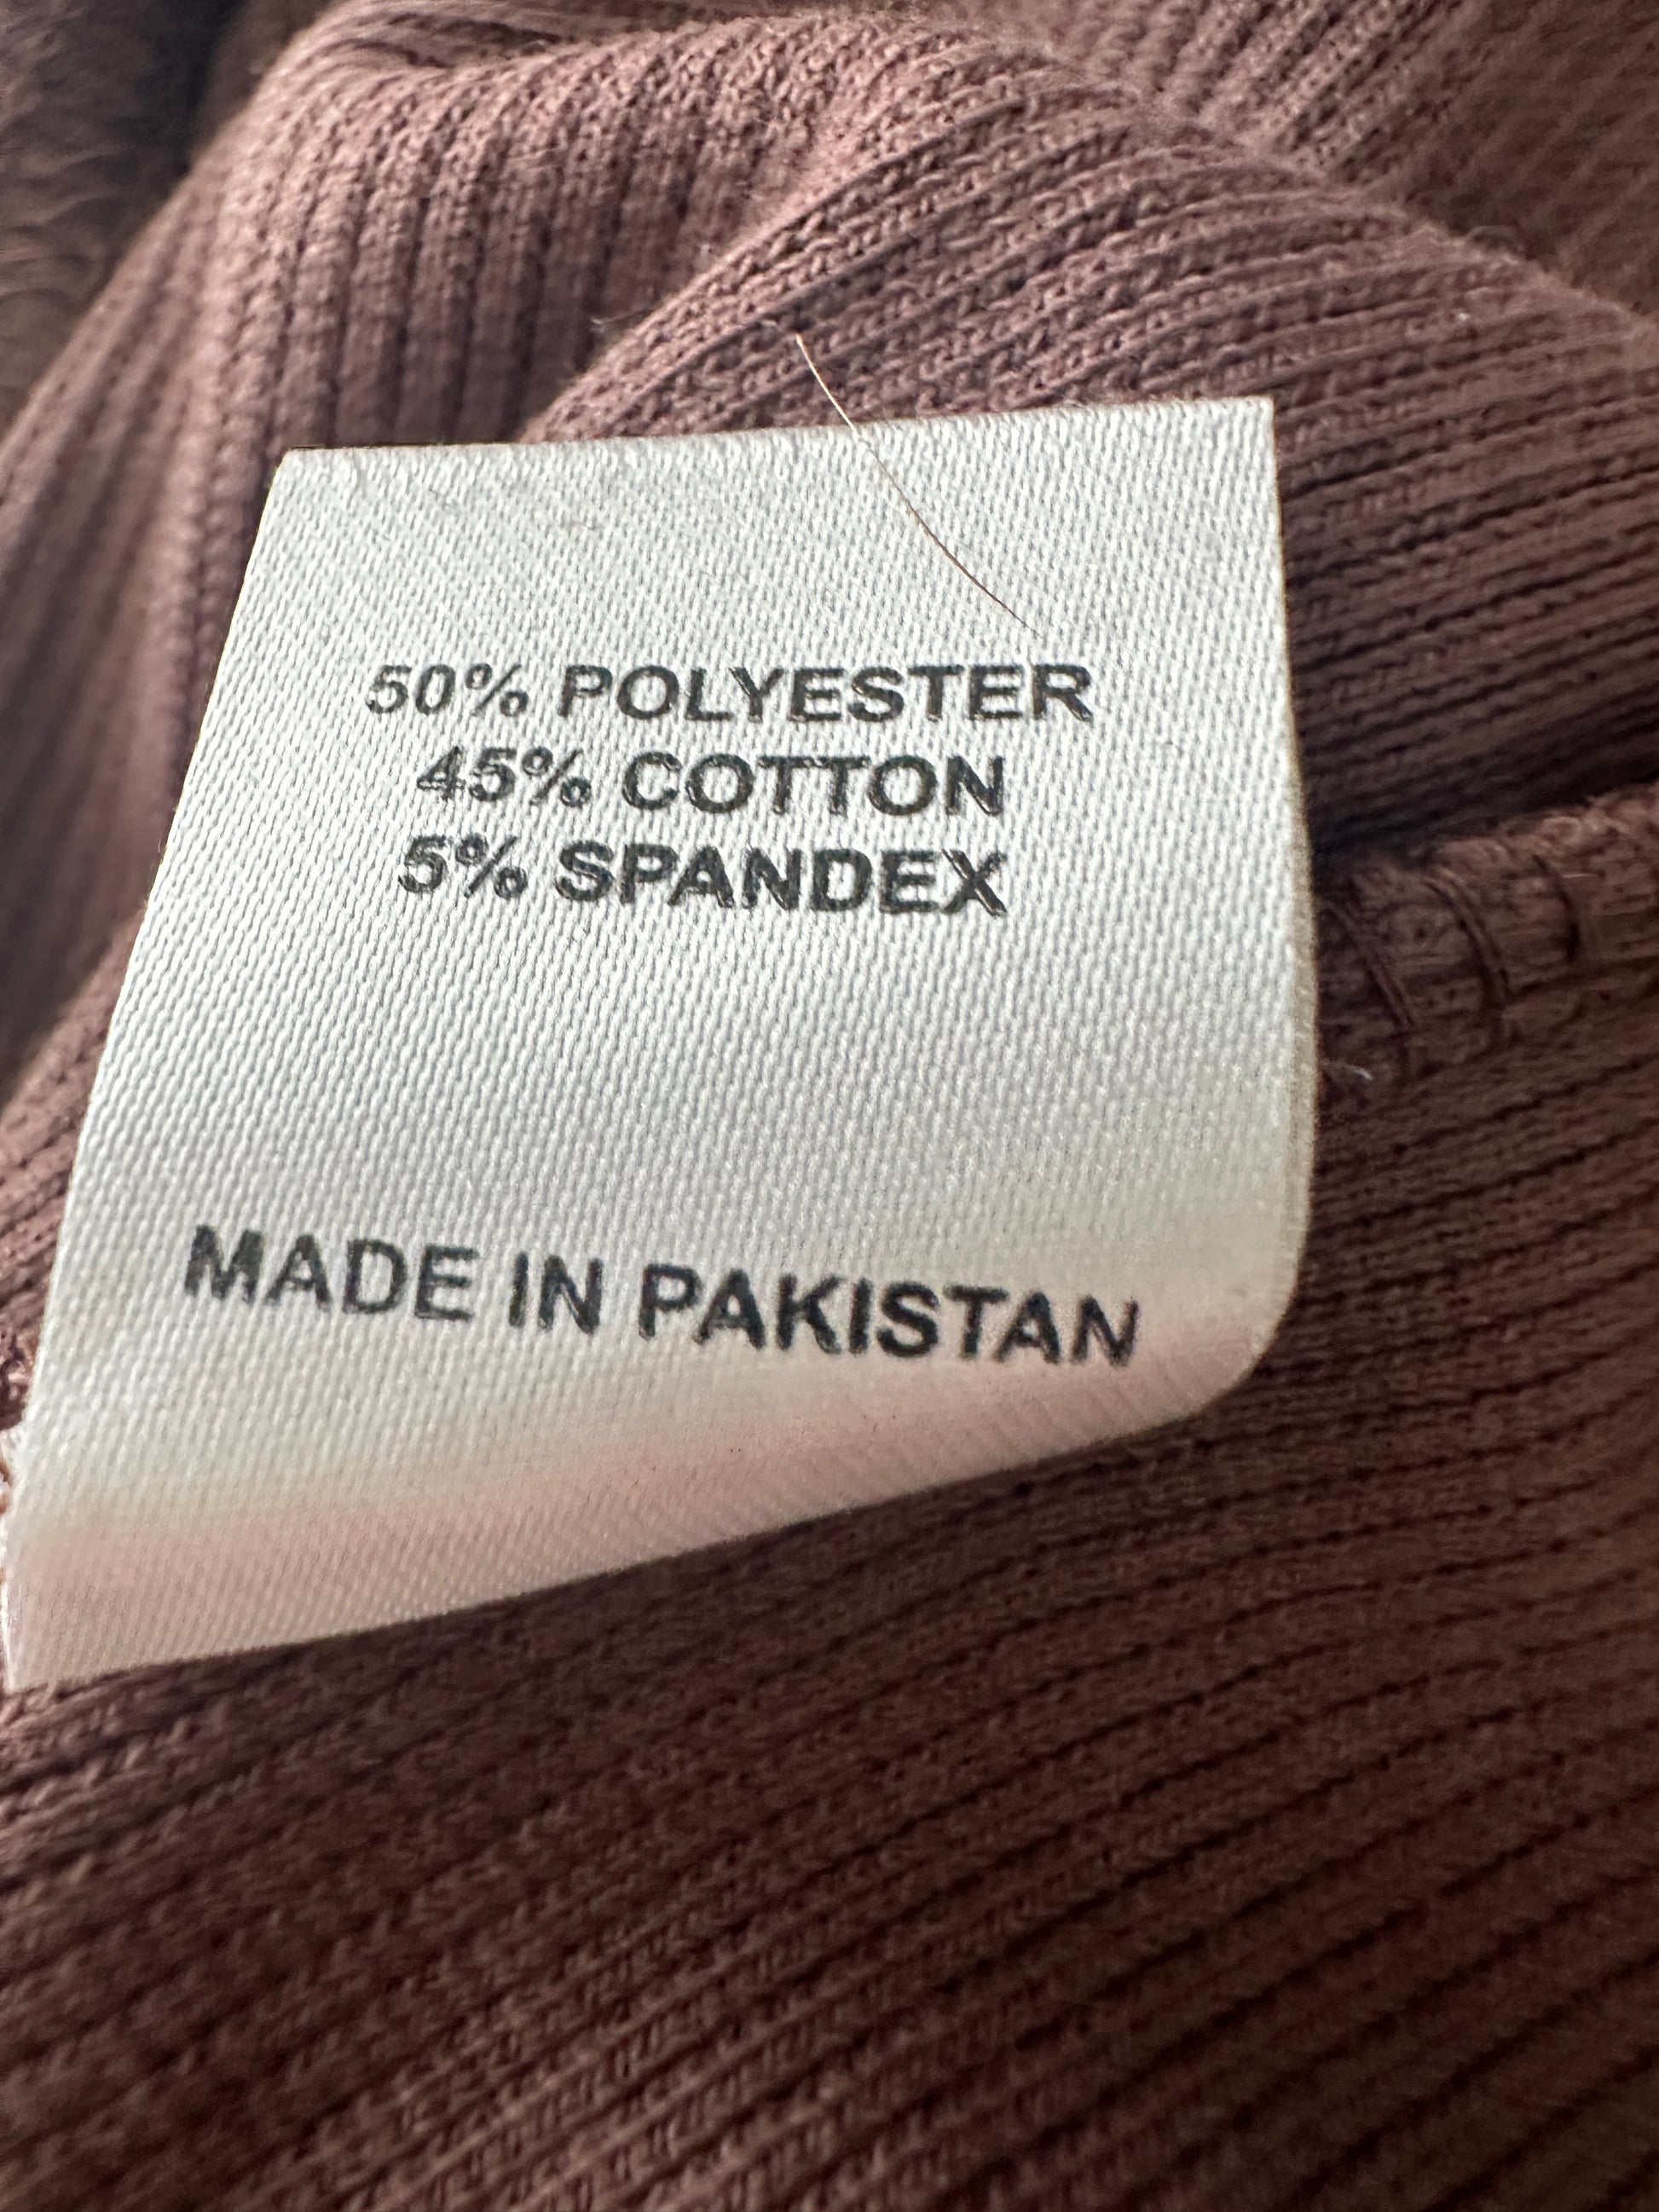 50% POLYESTER
45% COTTON
5% SPANDEX
MADE IN PAKISTAN